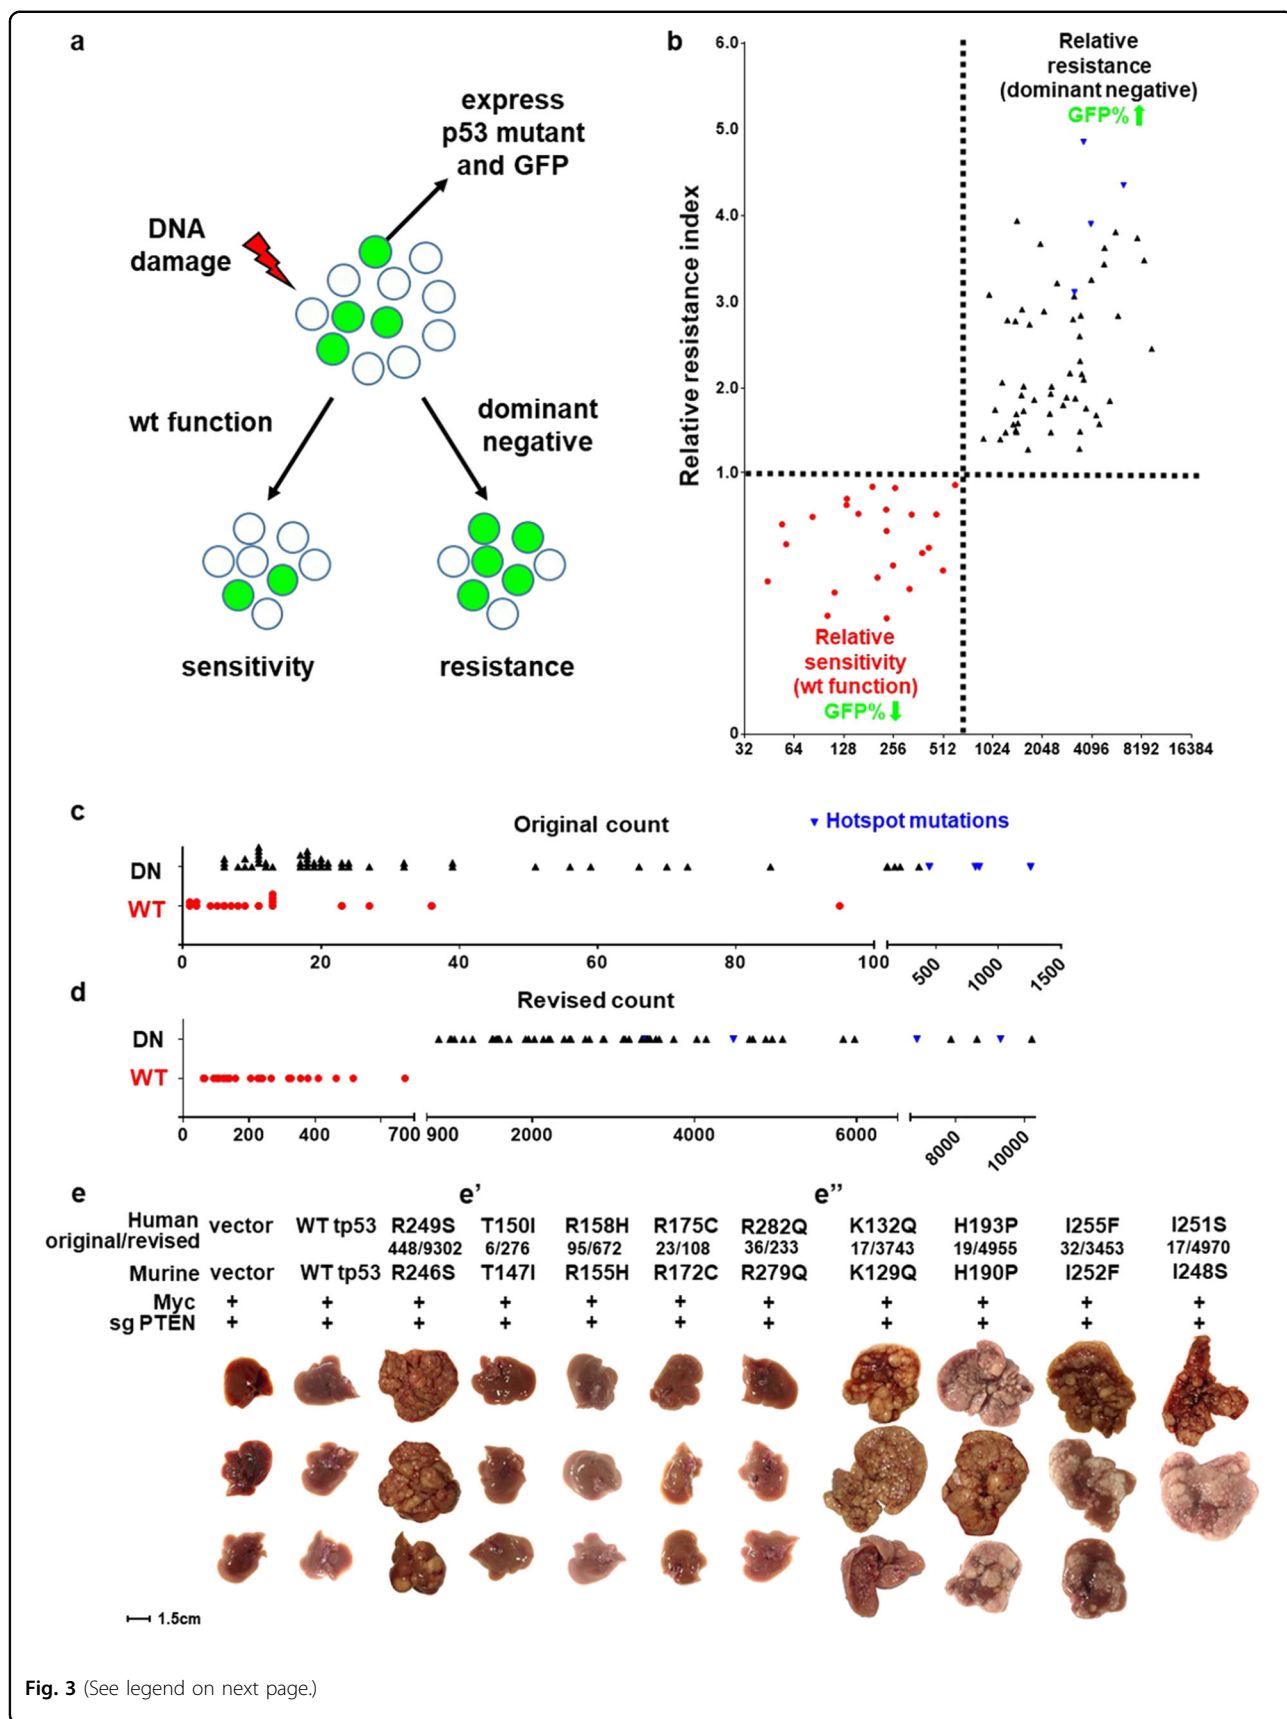 a
express
p53 mutant
and GFP
DNA
damage
wt function
dominant
negative
sensitivity
resistance
b
Relative resistance index
6.0
5.0
4.0
3.0
2.0
1.0
0
Relative
resistance
(dominant negative)
GFP%
Relative
sensitivity
(wt function)
GFP%
32 64 128 256 512 1024 2048 4096 8192 16384
c
Original count
Hotspot mutations
DN
WT
0 20 40 60 80 100 500 1000 1500
d
Revised count
DN
WT
0 200 400 700 900 2000 4000 6000 8000 10000
e e' e''
Human vector WT tp53 R249S T150I R158H R175C R282Q K132Q H193P I255F I251S
original/revised 448/9302 6/276 95/672 23/108 36/233 17/3743 19/4955 32/3453 17/4970
Murine vector WT tp53 R246S T147I R155H R172C R279Q K129Q H190P I252F I248S
Myc + + + + + + + + + + +
sg PTEN + + + + + + + + + + +
1.5cm
Fig. 3 (See legend on next page.)